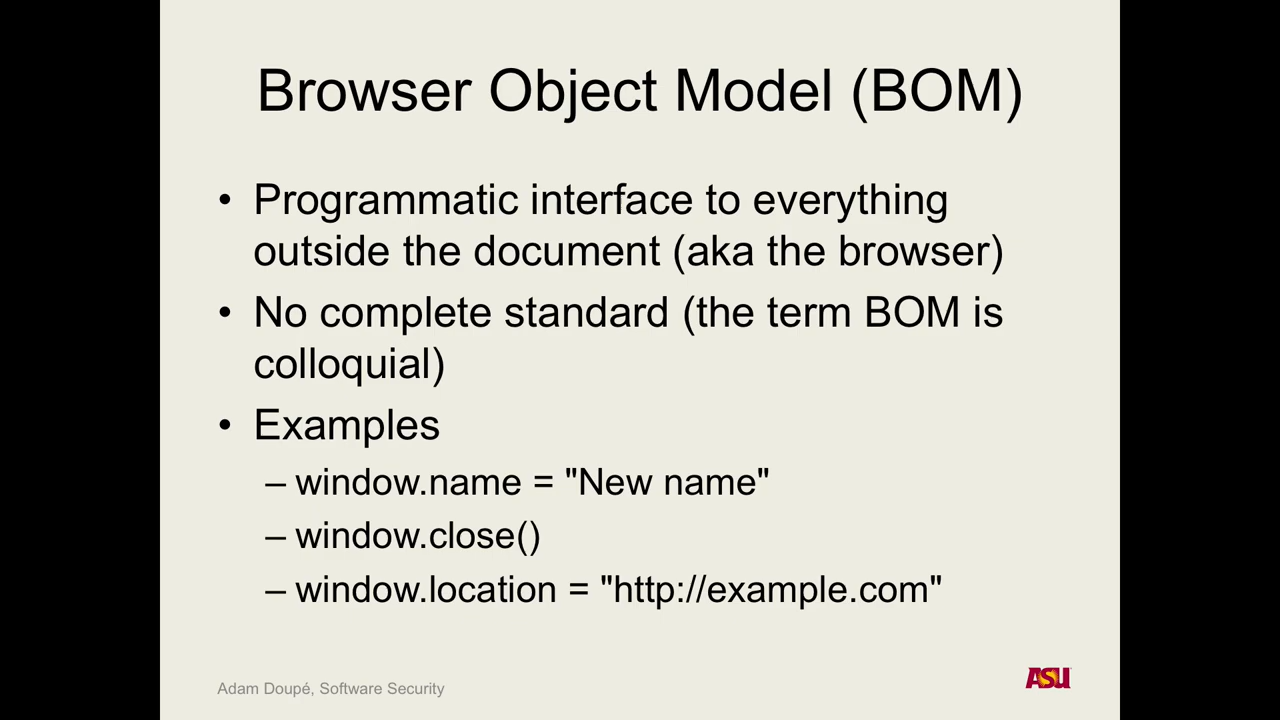 Browser Object Model (BOM)
• Programmatic interface to everything
outside the document (aka the browser)
• No complete standard (the term BOM is
colloquial)
• Examples
– window.name = "New name"
– window.close()
– window.location = "http://example.com"
Adam Doupé, Software Security
ASU